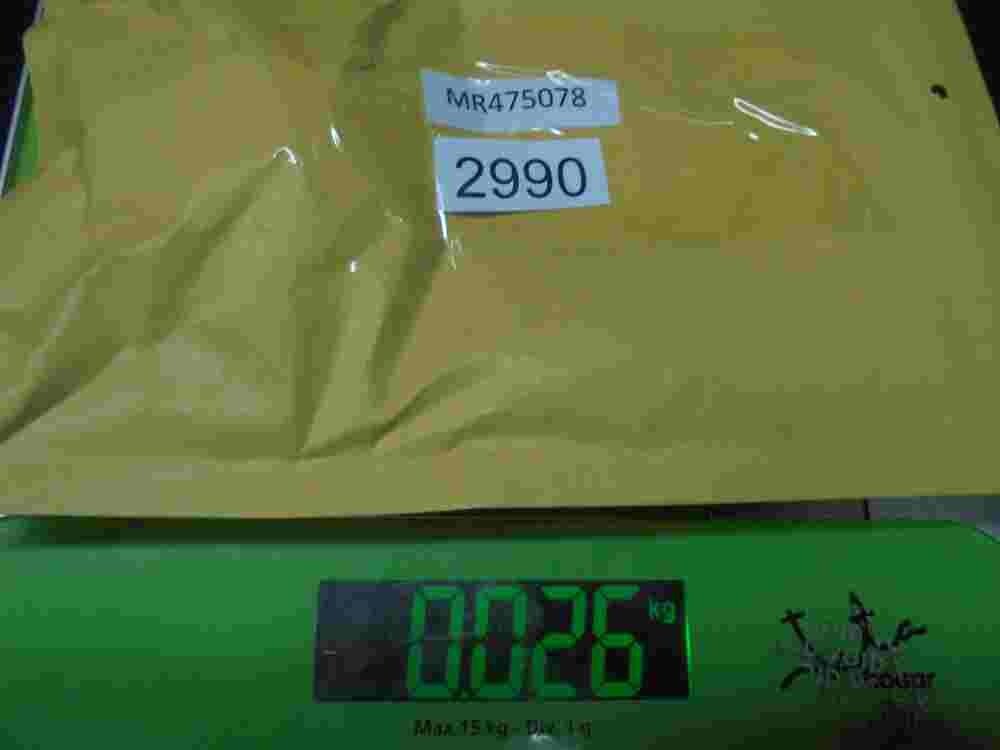 MR475078
2990
0.026 kg
Max 15 kg - Div. 1 g